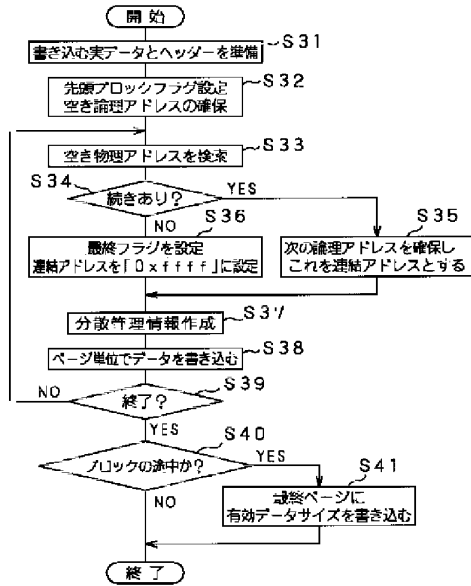 開始
書き込む実データとヘッダーを準備
S31
先頭ブロックフラグ設定
空き論理アドレスの確保
S32
空き物理アドレスを検索
S33
S34
続きあり?
YES
NO
S36
最終フラグを設定
連結アドレスを「0xffff」に設定
S35
次の論理アドレスを確保し
これを連結アドレスとする
分散管理情報作成
S37
ページ単位でデータを書き込む
S38
S39
NO
終了?
YES
S40
ブロックの途中か?
YES
NO
S41
最終ページに
有効データサイズを書き込む
終了